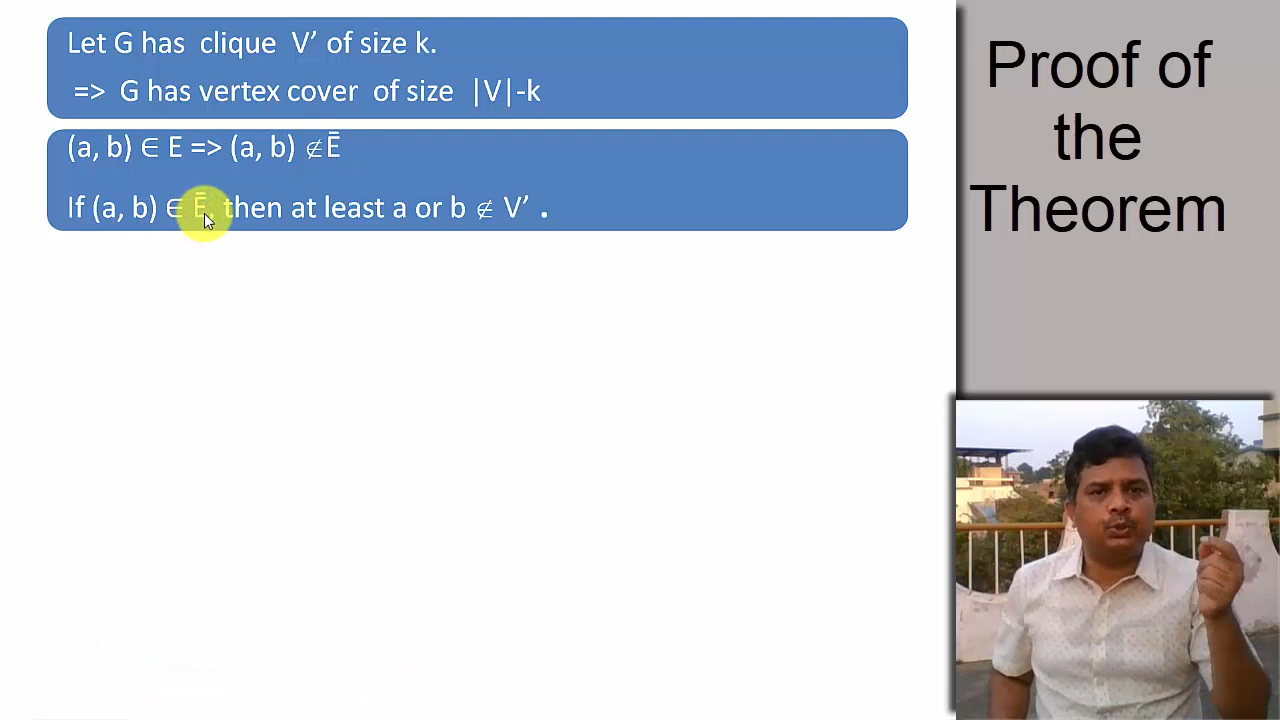 Let G has clique V’ of size k.
=> G has vertex cover of size |V|-k
(a, b) ∈ E => (a, b) ∉Ē
If (a, b) ∈ Ē, then at least a or b ∉ V’ .
Proof of
the
Theorem